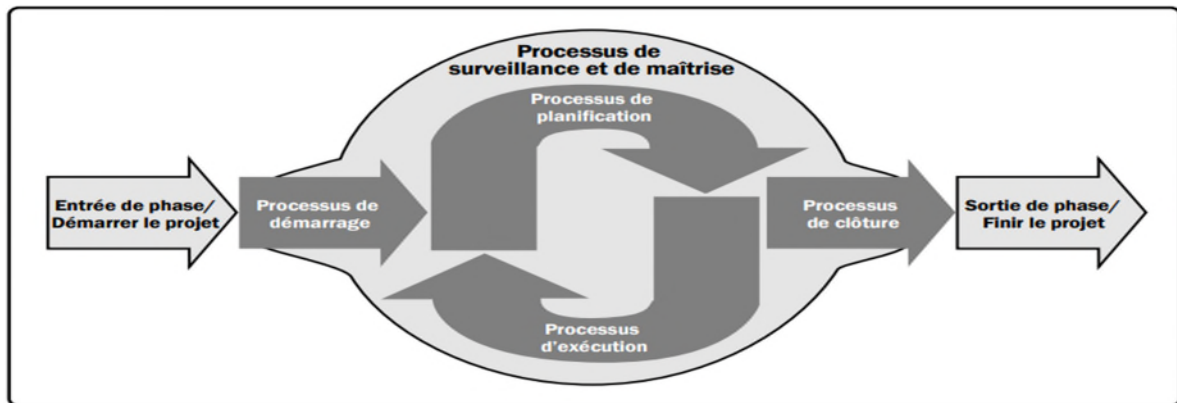 Processus de
surveillance et de maîtrise
Processus de
planification
Entrée de phase/
Démarrer le projet
Processus de
démarrage
Processus
de clôture
Sortie de phase/
Finir le projet
Processus
d'exécution